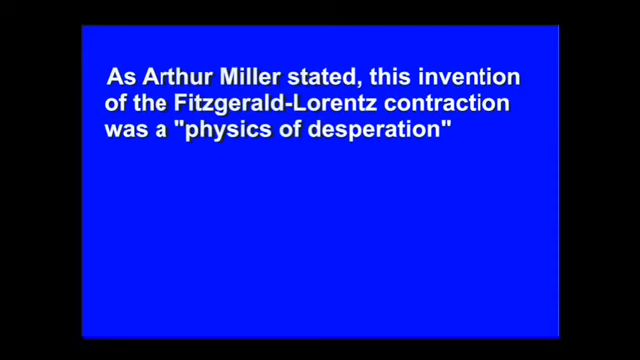 As Arthur Miller stated, this invention
of the Fitzgerald-Lorentz contraction
was a "physics of desperation"